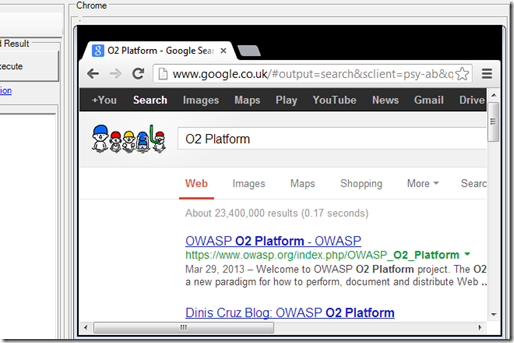 Chrome
d Result
ecute
ion
O2 Platform - Google Sea
www.google.co.uk/#output=search&sclient=psy-ab&q
+You Search Images Maps Play YouTube News Gmail Drive
O2 Platform
Web Images Maps Shopping More Searc
About 23,400,000 results (0.17 seconds)
OWASP O2 Platform - OWASP
https://www.owasp.org/index.php/OWASP_O2_Platform
Mar 29, 2013 – Welcome to OWASP O2 Platform project. The O2
a new paradigm for how to perform, document and distribute Web ...
Dinis Cruz Blog: OWASP O2 Platform